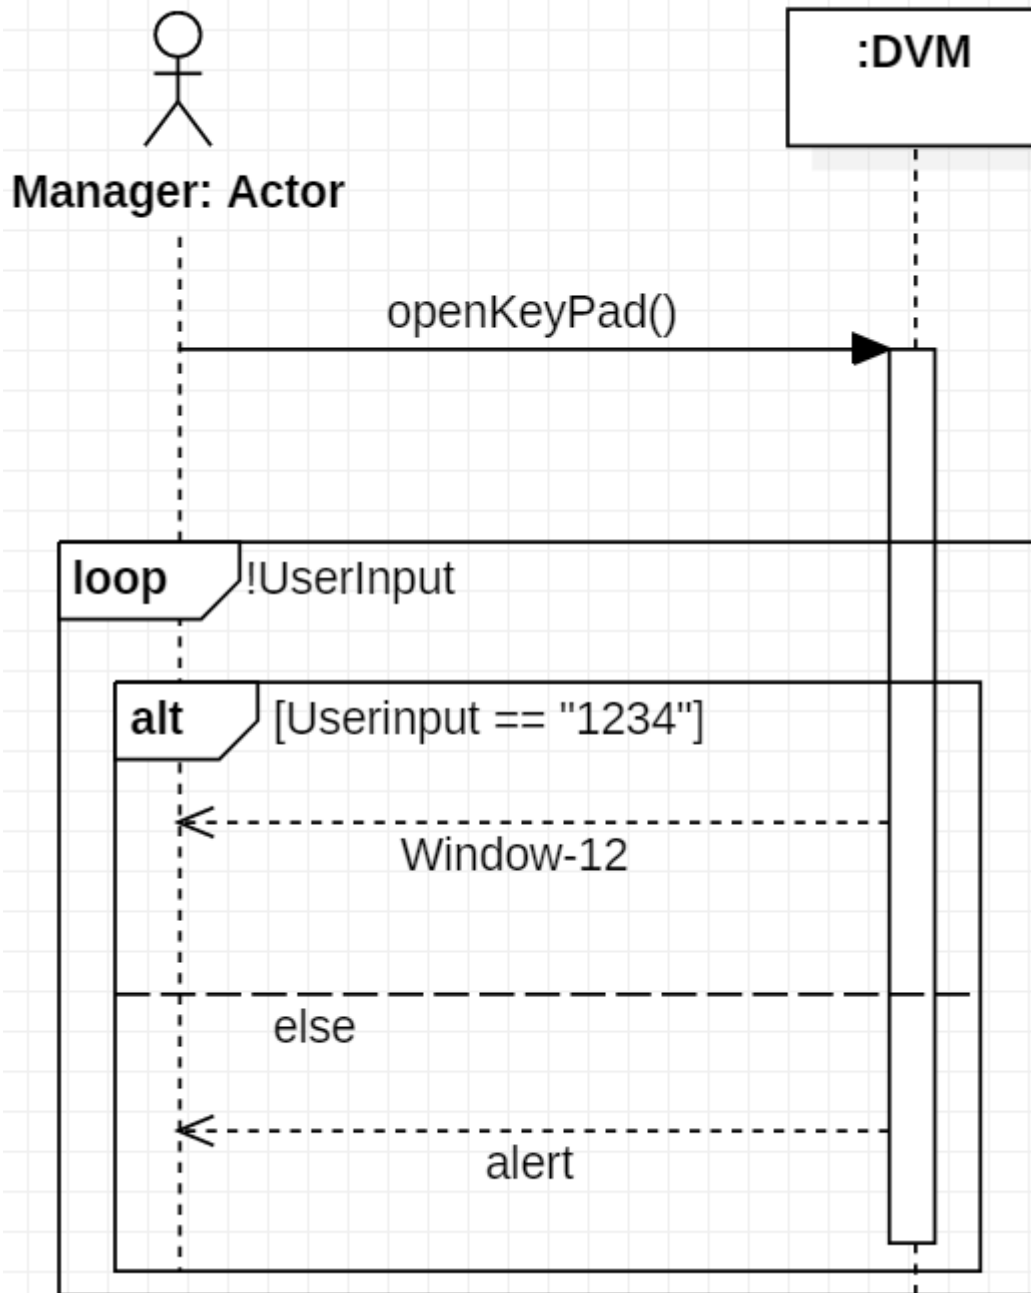 :DVM
Manager: Actor
openKeyPad()
loop !UserInput
alt [Userinput == "1234"]
Window-12
else
alert